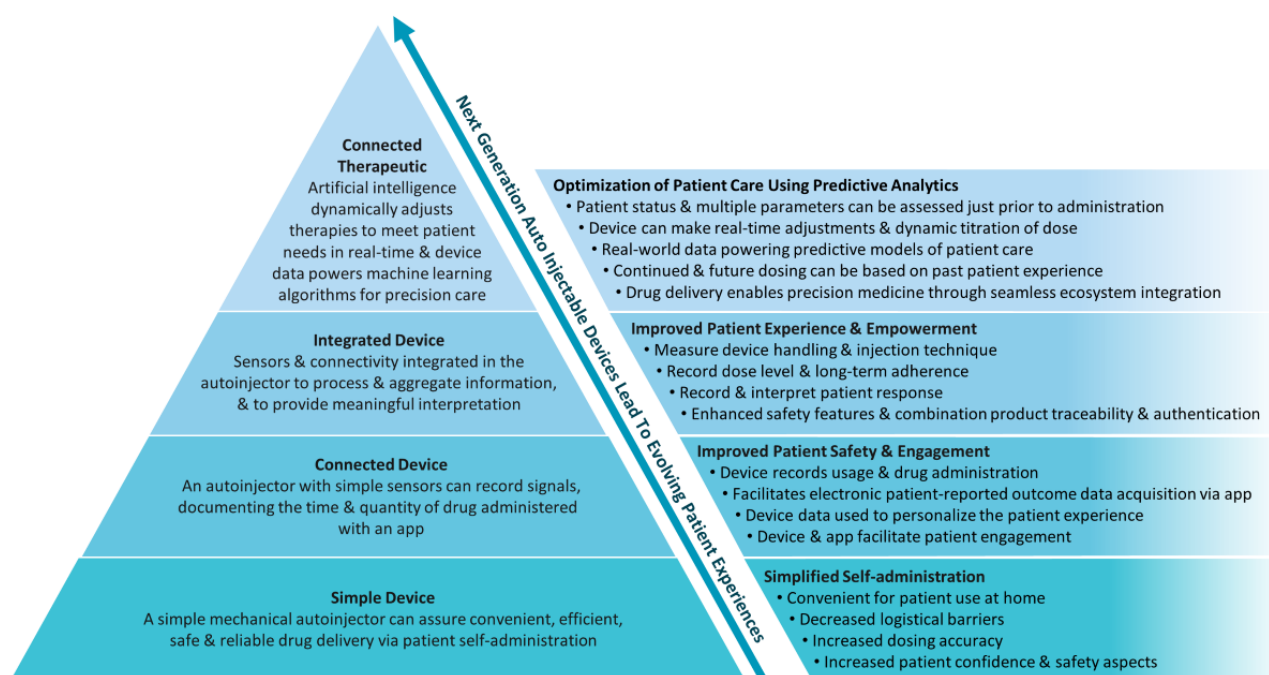 Connected
Therapeutic
Artificial intelligence
dynamically adjusts
therapies to meet patient
needs in real-time & device
data powers machine learning
algorithms for precision care
Integrated Device
Sensors & connectivity integrated in the
autoinjector to process & aggregate information,
& to provide meaningful interpretation
Connected Device
An autoinjector with simple sensors can record signals,
documenting the time & quantity of drug administered
with an app
Simple Device
A simple mechanical autoinjector can assure convenient, efficient,
safe & reliable drug delivery via patient self-administration
Next Generation Auto Injectable Devices Lead To Evolving Patient Experiences
Optimization of Patient Care Using Predictive Analytics
• Patient status & multiple parameters can be assessed just prior to administration
• Device can make real-time adjustments & dynamic titration of dose
• Real-world data powering predictive models of patient care
• Continued & future dosing can be based on past patient experience
• Drug delivery enables precision medicine through seamless ecosystem integration
Improved Patient Experience & Empowerment
• Measure device handling & injection technique
• Record dose level & long-term adherence
• Record & interpret patient response
• Enhanced safety features & combination product traceability & authentication
Improved Patient Safety & Engagement
• Device records usage & drug administration
• Facilitates electronic patient-reported outcome data acquisition via app
• Device data used to personalize the patient experience
• Device & app facilitate patient engagement
Simplified Self-administration
• Convenient for patient use at home
• Decreased logistical barriers
• Increased dosing accuracy
• Increased patient confidence & safety aspects